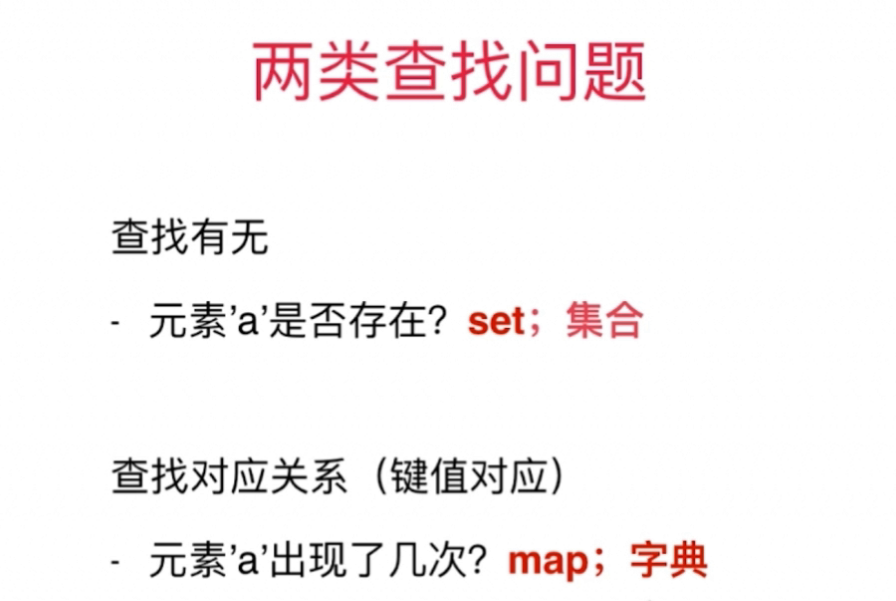 两类查找问题
查找有无
- 元素’a’是否存在？set；集合
查找对应关系（键值对应）
- 元素’a’出现了几次？map；字典